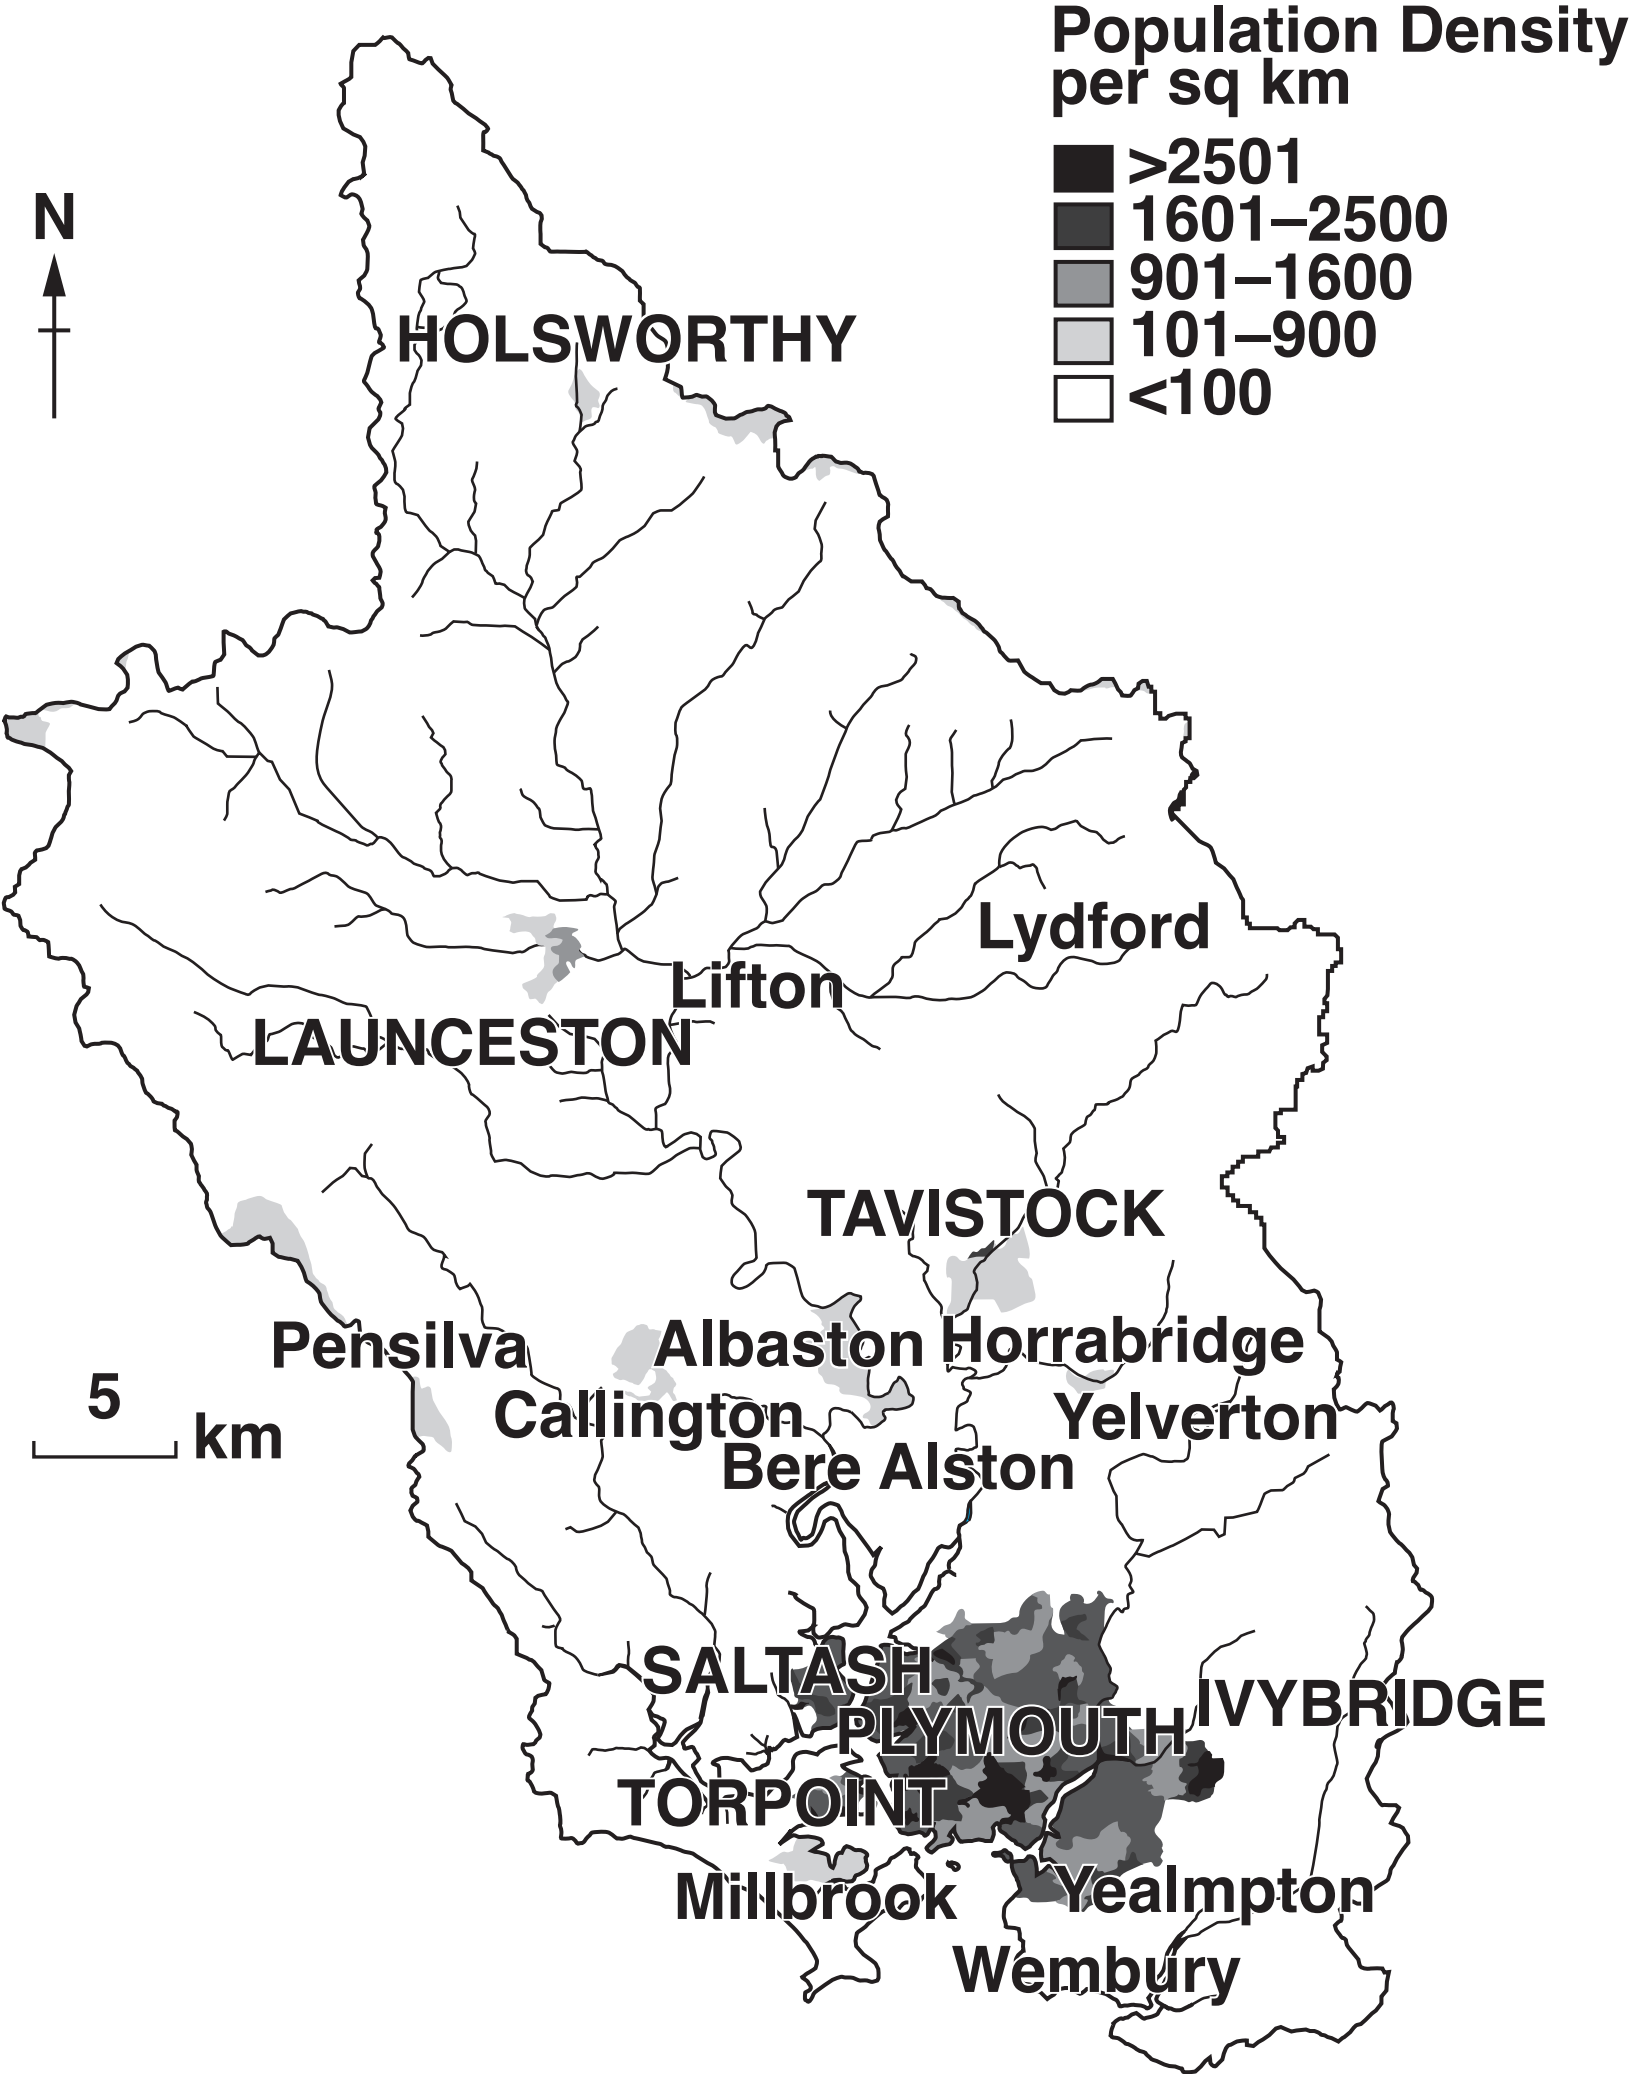 Population Density
per sq km
>2501
1601–2500
901–1600
101–900
<100
N
HOLSWORTHY
Lydford
Lifton
LAUNCESTON
TAVISTOCK
Pensilva
Albaston
Horrabridge
5
km
Callington
Yelverton
Bere Alston
SALTASH
IVYBRIDGE
PLYMOUTH
TORPOINT
Millbrook
Yealmpton
Wembury